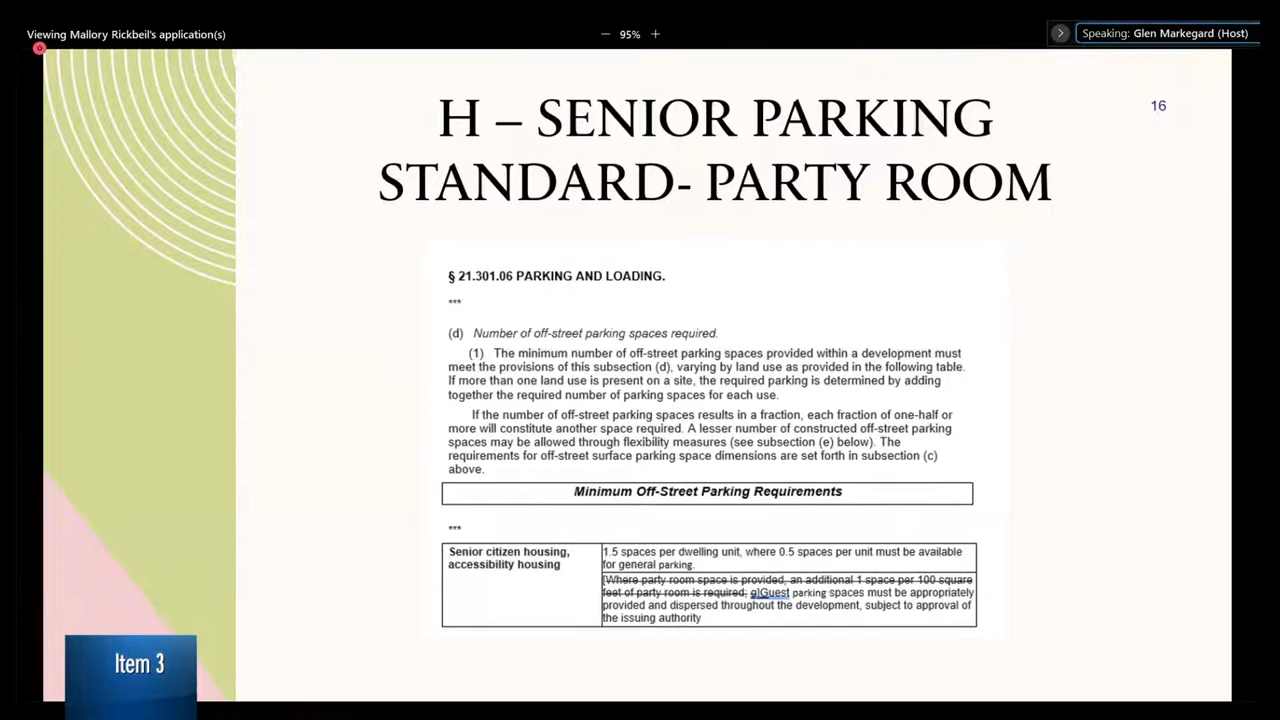 Viewing Mallory Rickbeil's application(s)
— 95% +
Speaking: Glen Markegard (Host)
16
H – SENIOR PARKING
STANDARD- PARTY ROOM
§ 21.301.06 PARKING AND LOADING.
***
(d) Number of off-street parking spaces required.
(1) The minimum number of off-street parking spaces provided within a development must
meet the provisions of this subsection (d), varying by land use as provided in the following table.
If more than one land use is present on a site, the required parking is determined by adding
together the required number of parking spaces for each use.
If the number of off-street parking spaces results in a fraction, each fraction of one-half or
more will constitute another space required. A lesser number of constructed off-street parking
spaces may be allowed through flexibility measures (see subsection (e) below). The
requirements for off-street surface parking space dimensions are set forth in subsection (c)
above.
Minimum Off-Street Parking Requirements
***
Senior citizen housing,
accessibility housing
1.5 spaces per dwelling unit, where 0.5 spaces per unit must be available
for general parking.
[Where party room space is provided, an additional 1 space per 100 square
feet of party room is required; g]Guest parking spaces must be appropriately
provided and dispersed throughout the development, subject to approval of
the issuing authority
Item 3